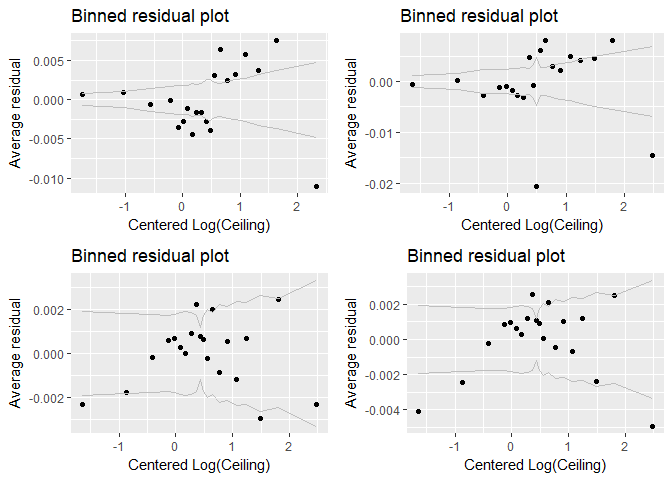 Binned residual plot
Average residual
0.005
0.000
-0.005
-0.010
-1
0
1
2
Centered Log(Ceiling)
Binned residual plot
Average residual
0.00
-0.01
-0.02
-1
0
1
2
Centered Log(Ceiling)
Binned residual plot
Average residual
0.002
0.000
-0.002
-1
0
1
2
Centered Log(Ceiling)
Binned residual plot
Average residual
0.002
0.000
-0.002
-0.004
-1
0
1
2
Centered Log(Ceiling)